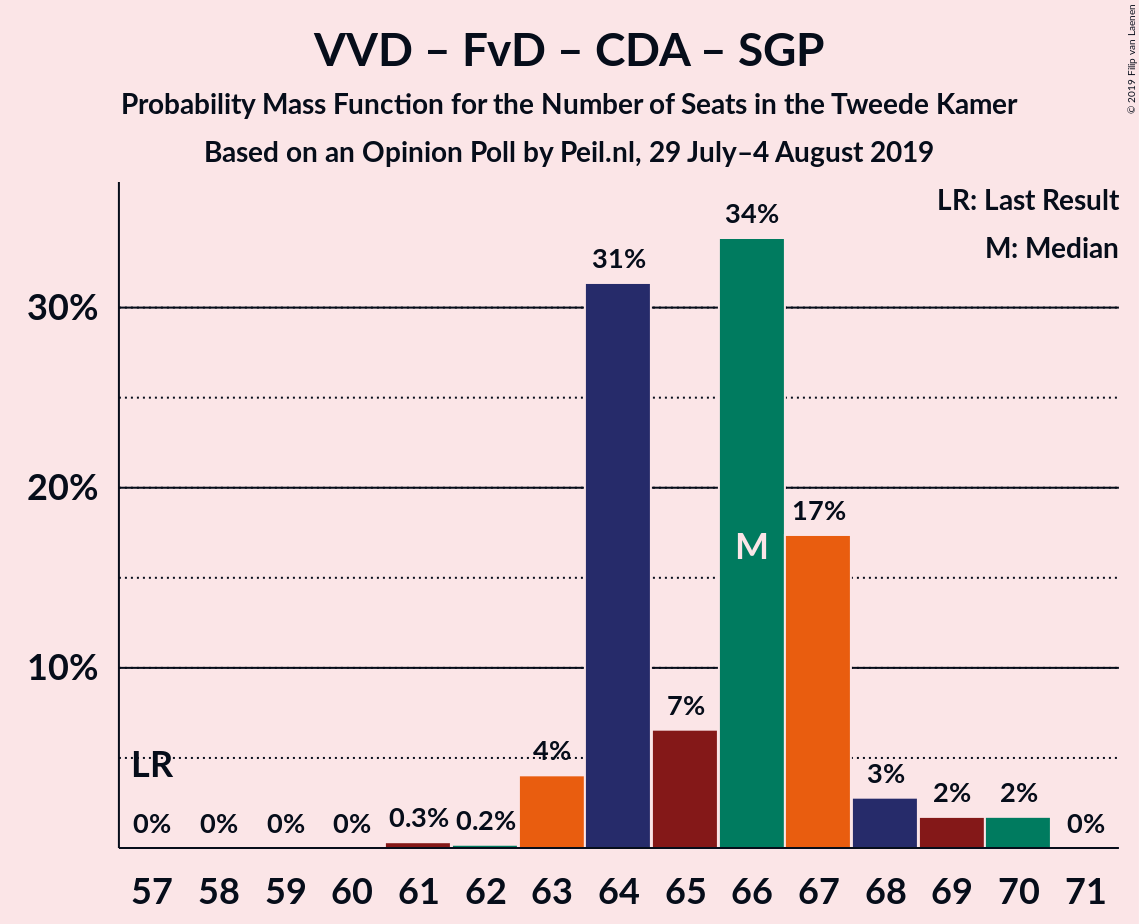 VVD – FvD – CDA – SGP
Probability Mass Function for the Number of Seats in the Tweede Kamer
Based on an Opinion Poll by Peil.nl, 29 July–4 August 2019
© 2019 Filip van Laenen
LR: Last Result
M: Median
30%
20%
10%
LR
M
0% 0% 0% 0% 0.3% 0.2% 4% 31% 7% 34% 17% 3% 2% 2% 0%
57 58 59 60 61 62 63 64 65 66 67 68 69 70 71